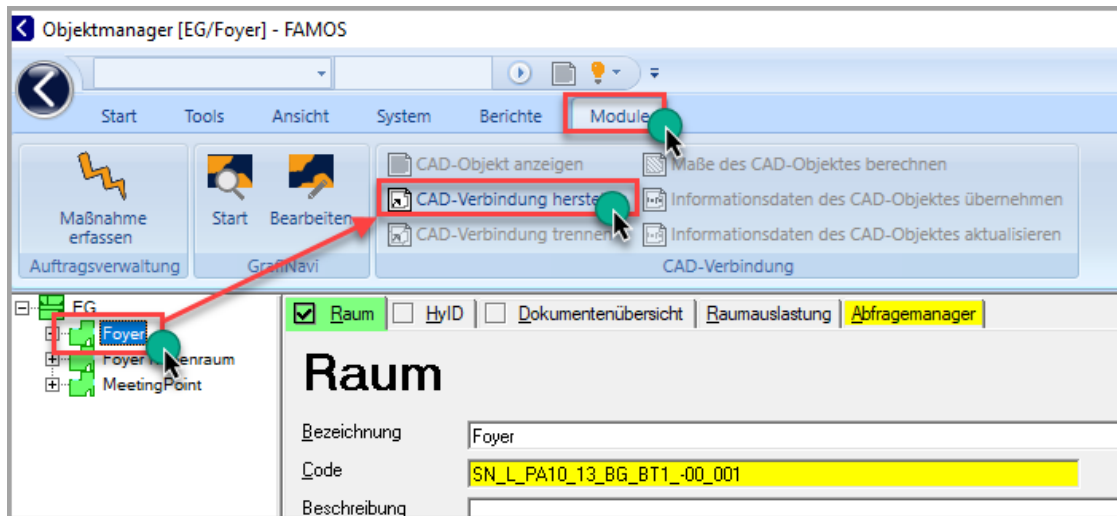 Objektmanager [EG/Foyer] - FAMOS
Start Tools Ansicht System Berichte Module
Maßnahme erfassen
Start Bearbeiten
CAD-Objekt anzeigen
CAD-Verbindung herste
CAD-Verbindung trennen
Maße des CAD-Objektes berechnen
Informationsdaten des CAD-Objektes übernehmen
Informationsdaten des CAD-Objektes aktualisieren
Auftragsverwaltung GrafiNavi CAD-Verbindung
EG
Foyer
Foyer enraum
MeetingPoint
Raum HyID Dokumentenübersicht Raumauslastung Abfragemanager
Raum
Bezeichnung Foyer
Code SN_L_PA10_13_BG_BT1_-00_001
Beschreibung